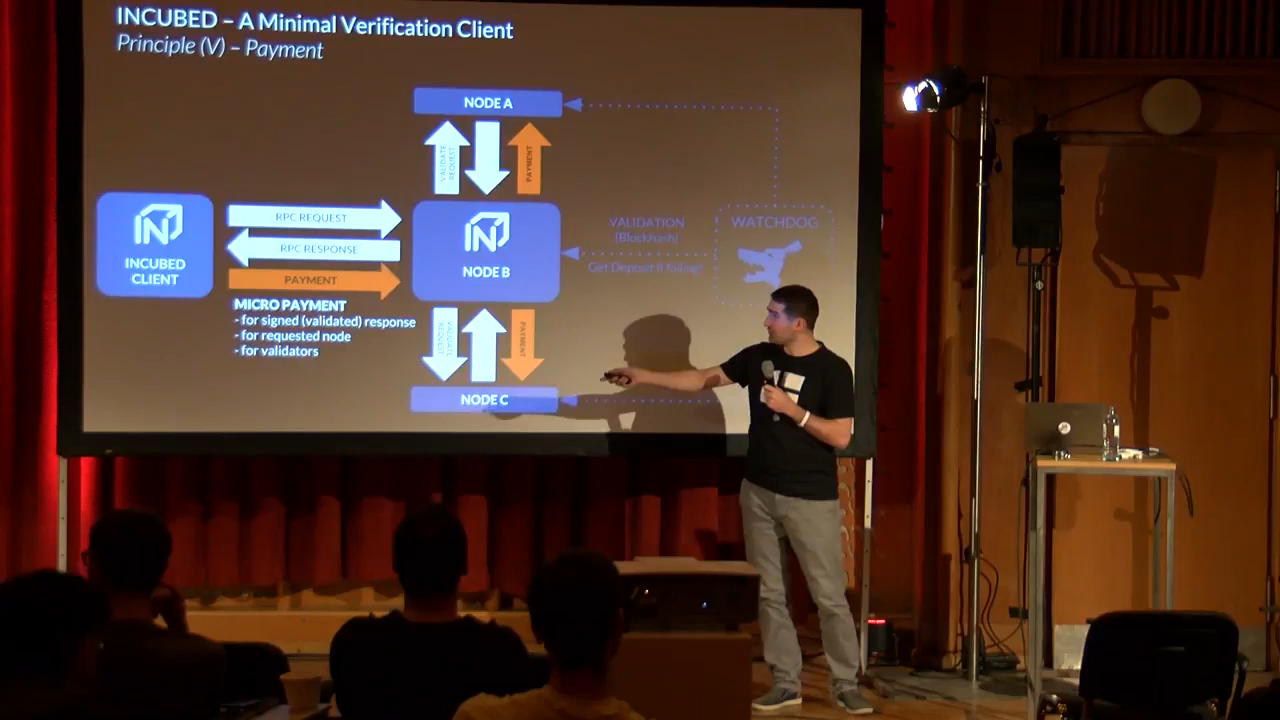 INCUBED – A Minimal Verification Client
Principle (V) – Payment
NODE A
VALIDATE
REQUEST
PAYMENT
RPC REQUEST
RPC RESPONSE
PAYMENT
IN
INCUBED
CLIENT
IN
NODE B
VALIDATION
(Blockhash)
Get Deposit if failing!
WATCHDOG
MICRO PAYMENT
- for signed (validated) response
- for requested node
- for validators
VALIDATE
REQUEST
PAYMENT
NODE C